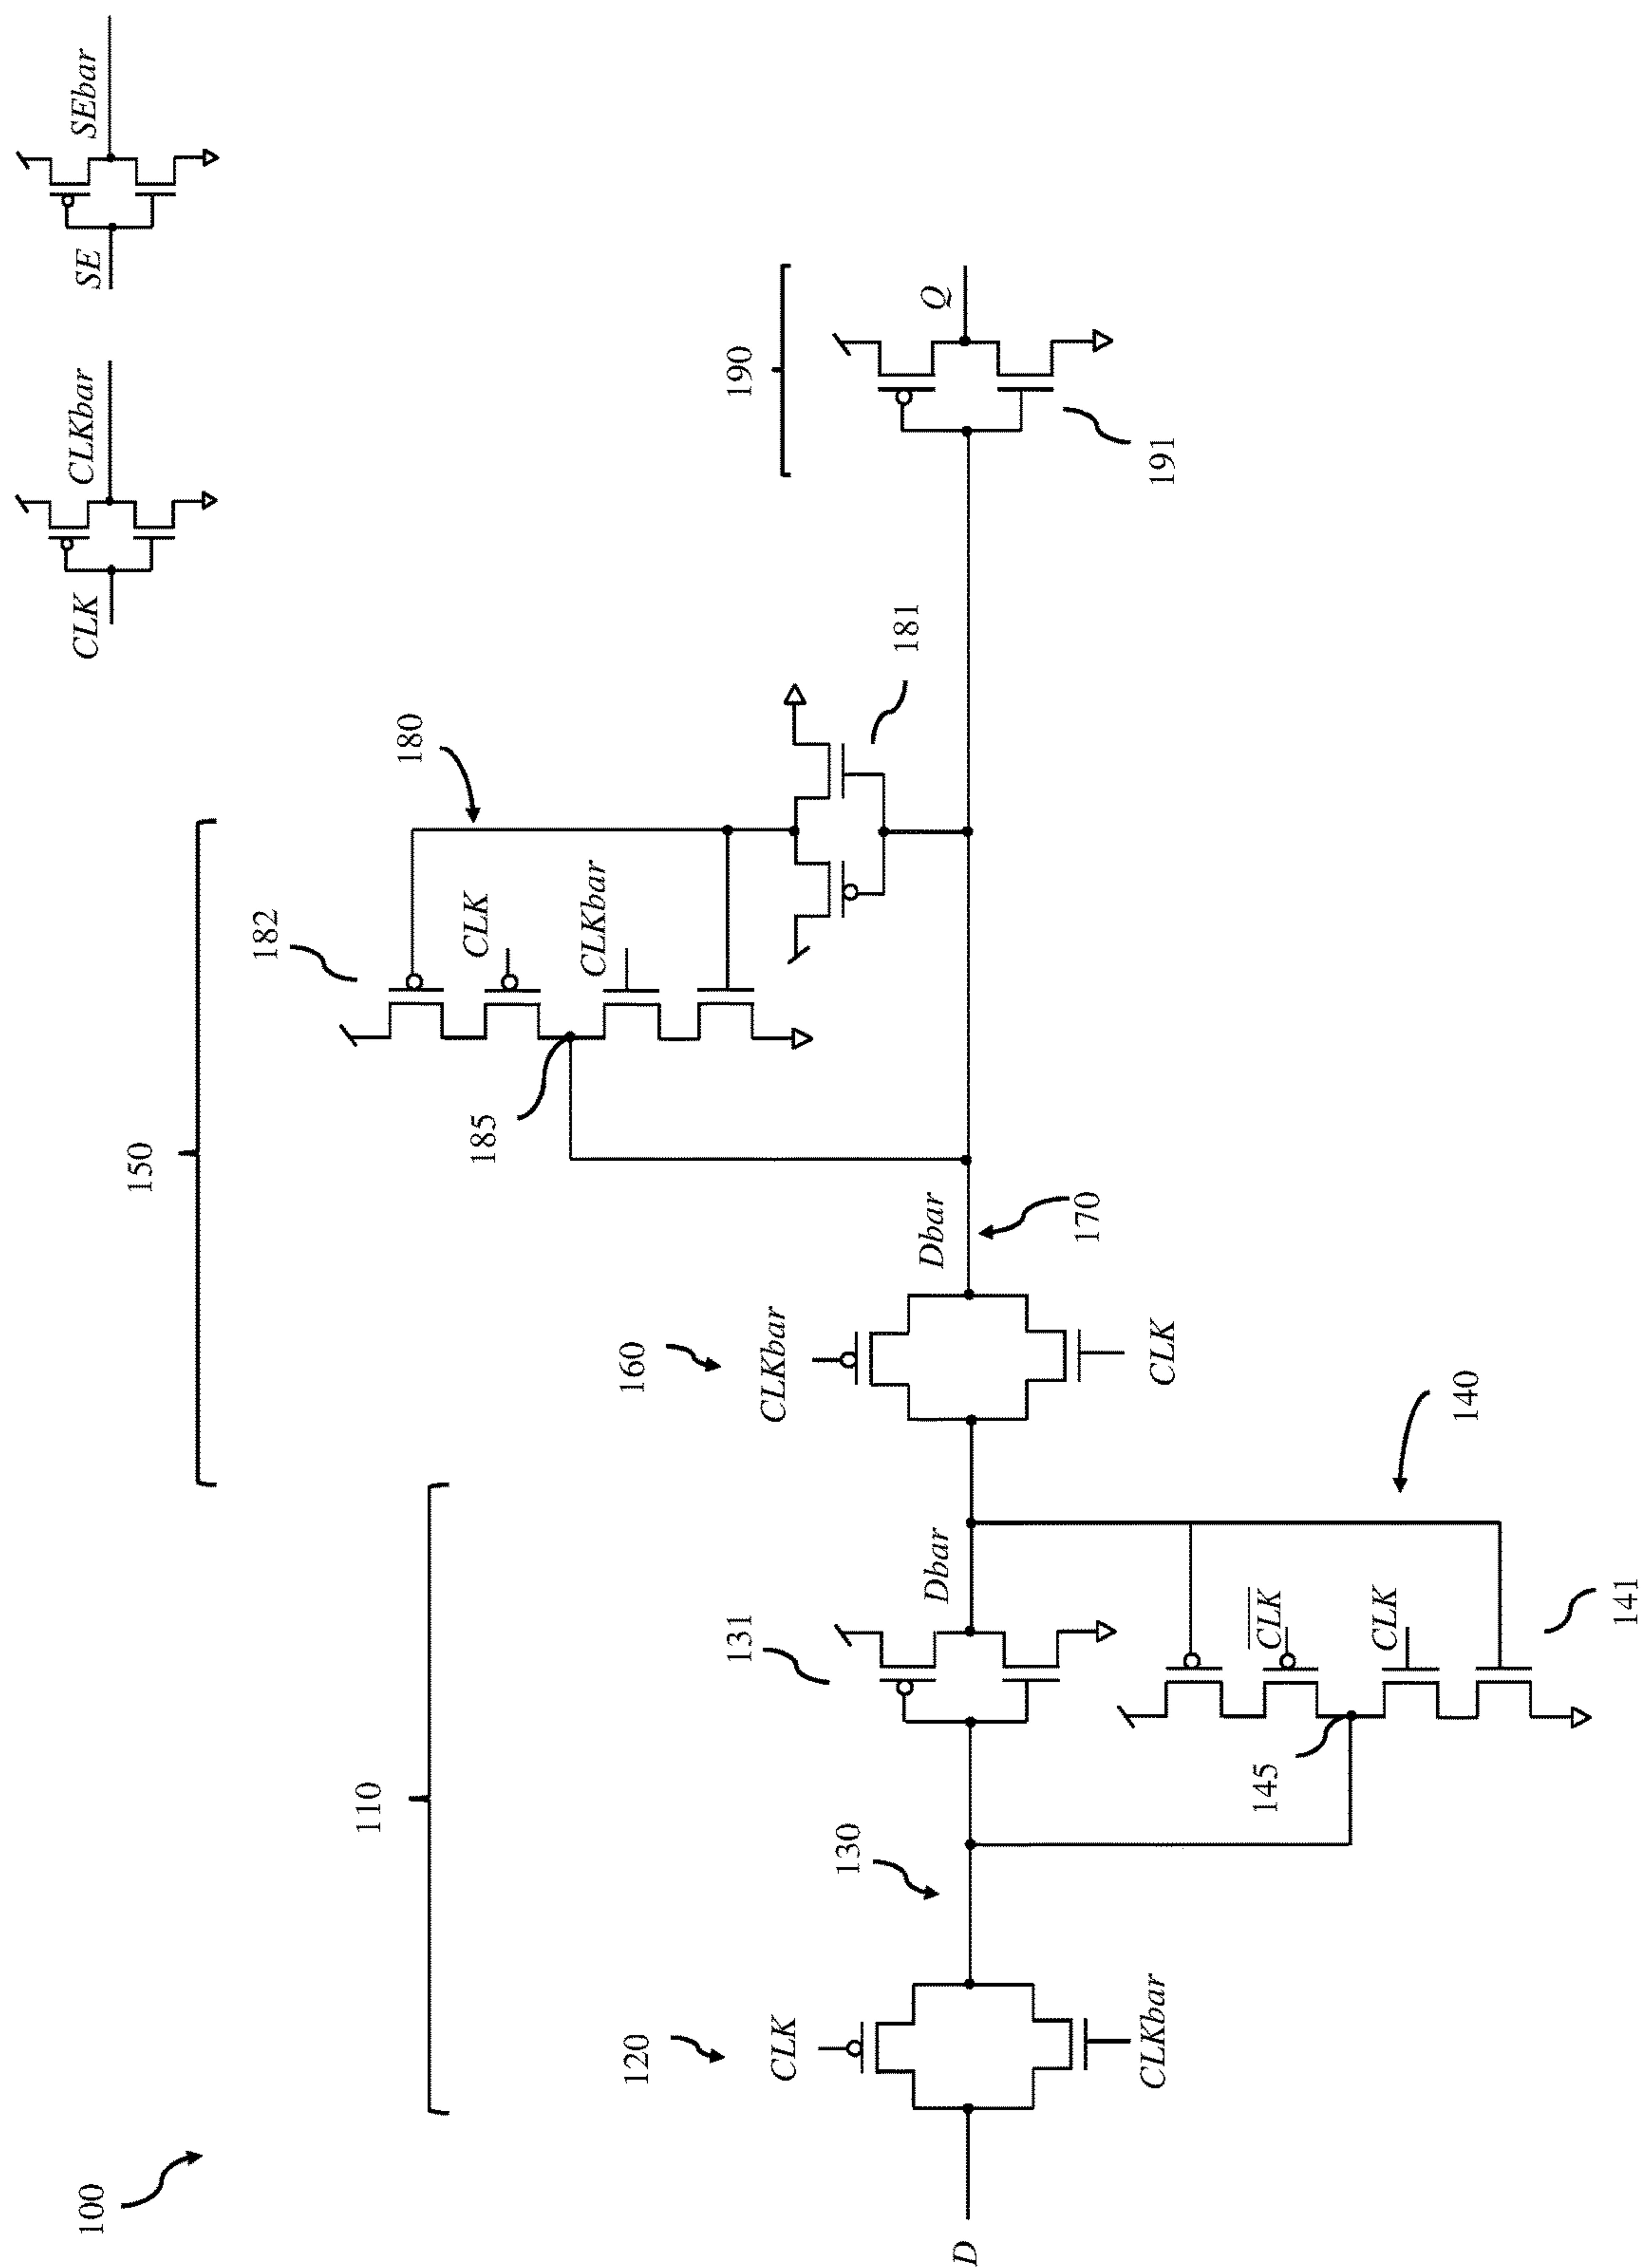 100
CLK
CLKbar
SE
SEbar
150
110
182
180
CLK
CLKbar
185
181
190
120
CLK
130
131
Dbar
160
CLKbar
Dbar
Q
D
CLKbar
145
$\overline{CLK}$
CLK
141
140
CLK
170
191